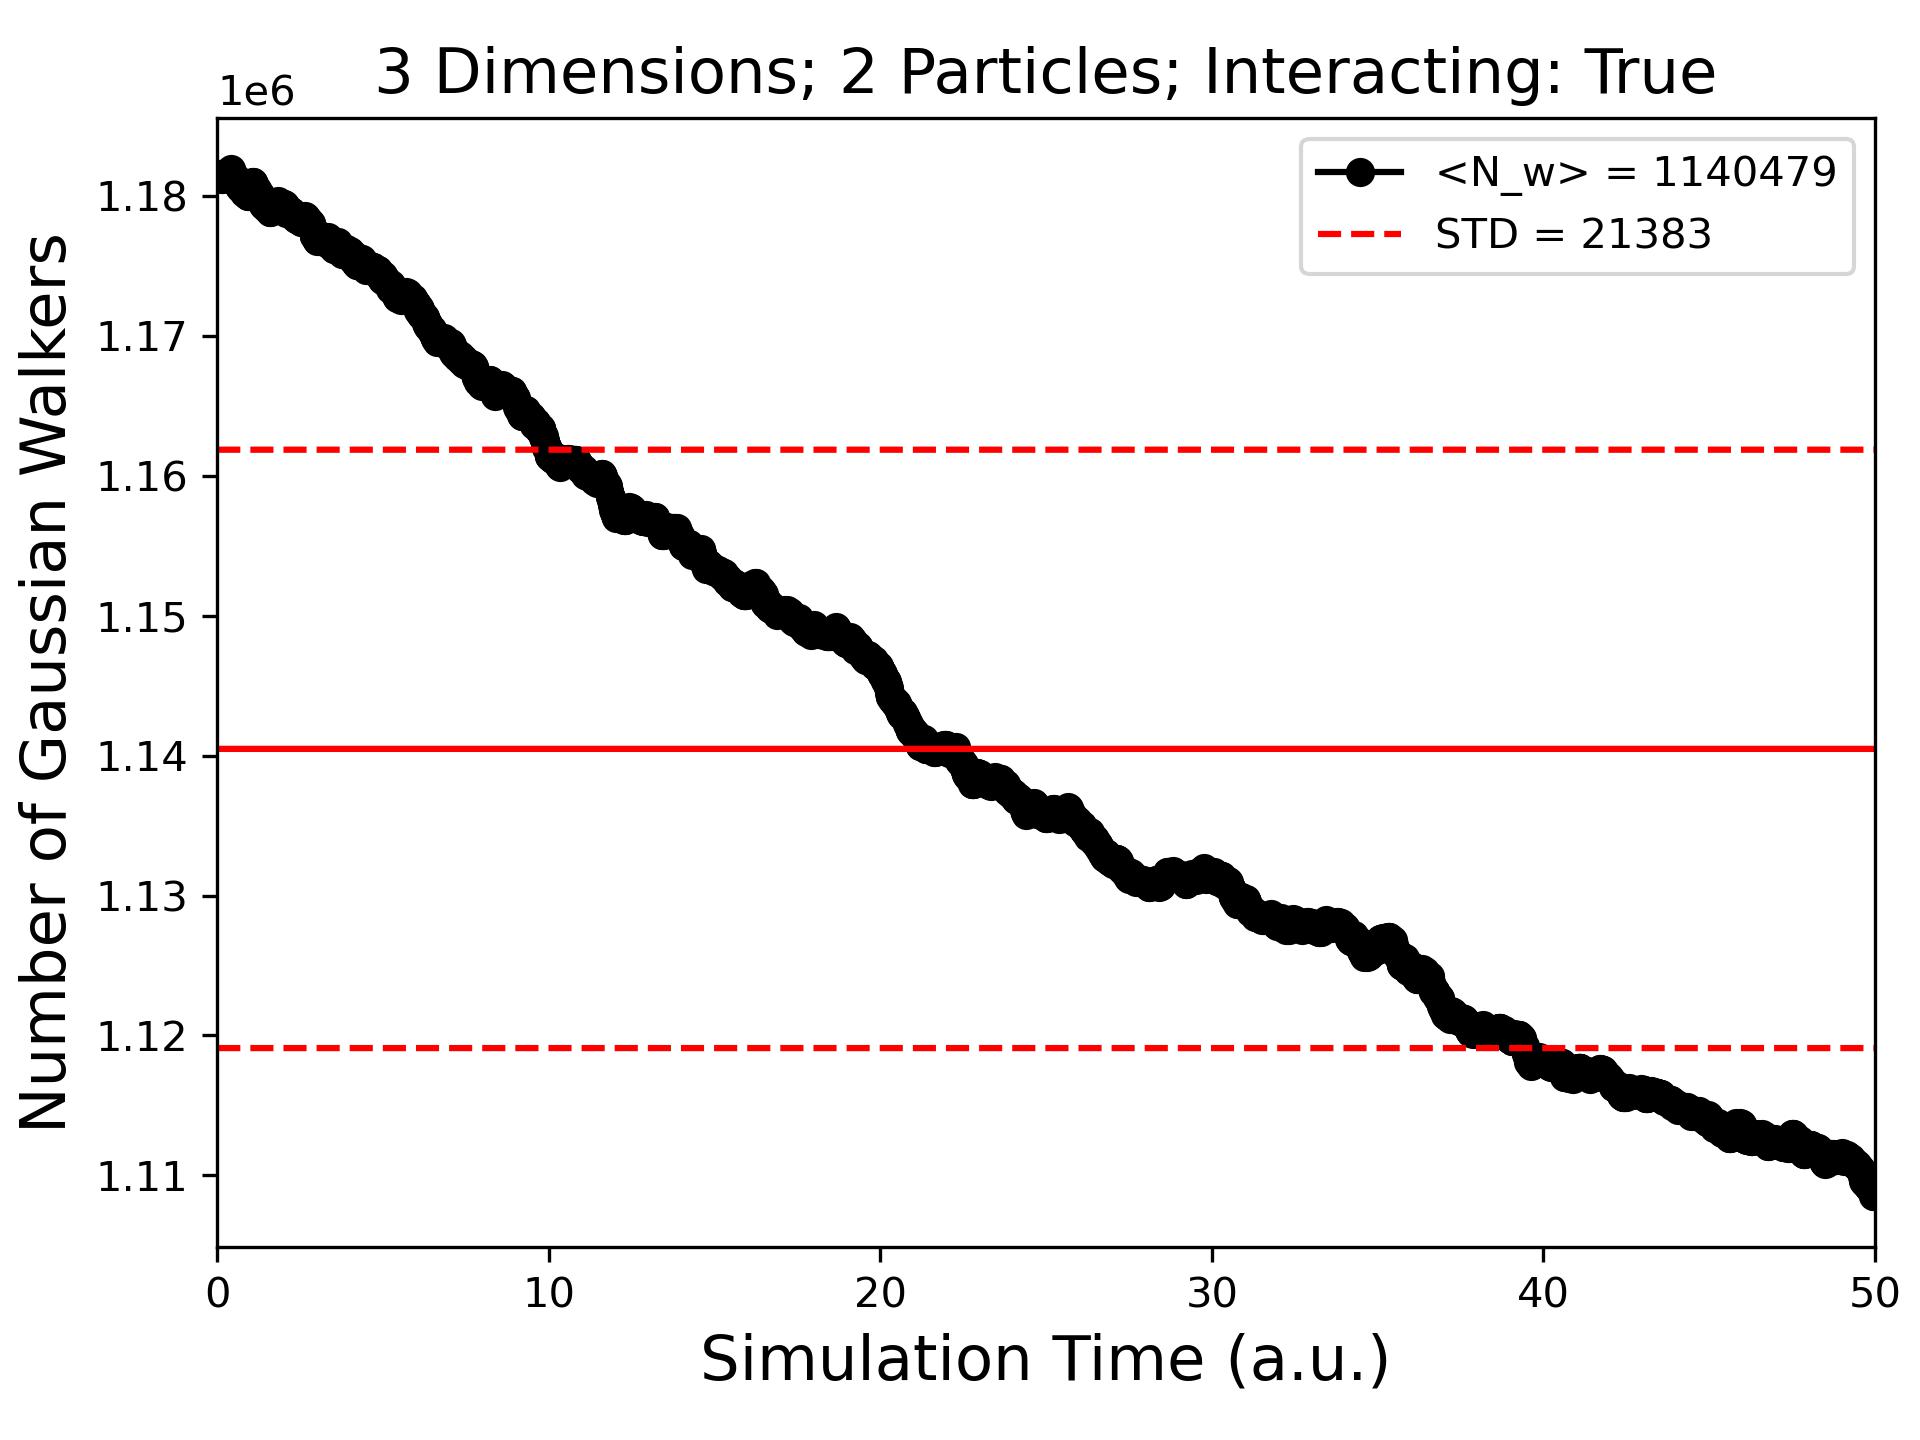 3 Dimensions; 2 Particles; Interacting: True
1e6
<N_w> = 1140479
STD = 21383
1.18
1.17
1.16
1.15
1.14
1.13
1.12
1.11
Number of Gaussian Walkers
0 10 20 30 40 50
Simulation Time (a.u.)